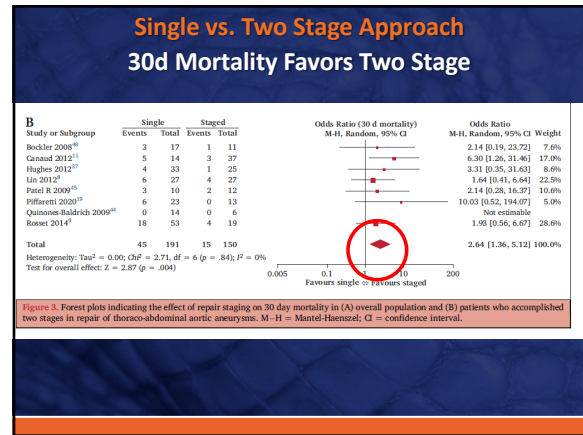 Single vs. Two Stage Approach
30d Mortality Favors Two Stage
B Single Staged Odds Ratio (30 d mortality) Odds Ratio
Study or Subgroup Events Total Events Total M-H, Random, 95% CI M-H, Random, 95% CI Weight
Bockler 2008⁴⁰ 3 17 1 11 2.14 [0.19, 23.72] 7.6%
Canaud 2012¹¹ 5 14 3 37 6.30 [1.26, 31.46] 17.0%
Hughes 2012³⁷ 4 33 1 25 3.31 [0.35, 31.63] 8.6%
Lin 2012⁸ 6 27 4 27 1.64 [0.41, 6.64] 22.5%
Patel R 2009⁴⁵ 3 10 2 12 2.14 [0.28, 16.37] 10.6%
Piffaretti 2020³⁹ 6 23 0 13 10.03 [0.52, 194.07] 5.0%
Quinones-Baldrich 2009⁴⁴ 0 14 0 6 Not estimable
Rosset 2014⁹ 18 53 4 19 1.93 [0.56, 6.67] 28.6%
Total 45 191 15 150 2.64 [1.36, 5.12] 100.0%
Heterogeneity: Tau² = 0.00; Chi² = 2.71, df = 6 (p = .84); I² = 0%
Test for overall effect: Z = 2.87 (p = .004)
0.005 0.1 1 10 200
Favours single ⇔ Favours staged
Figure 3. Forest plots indicating the effect of repair staging on 30 day mortality in (A) overall population and (B) patients who accomplished
two stages in repair of thoraco-abdominal aortic aneurysms. M−H = Mantel-Haenszel; CI = confidence interval.